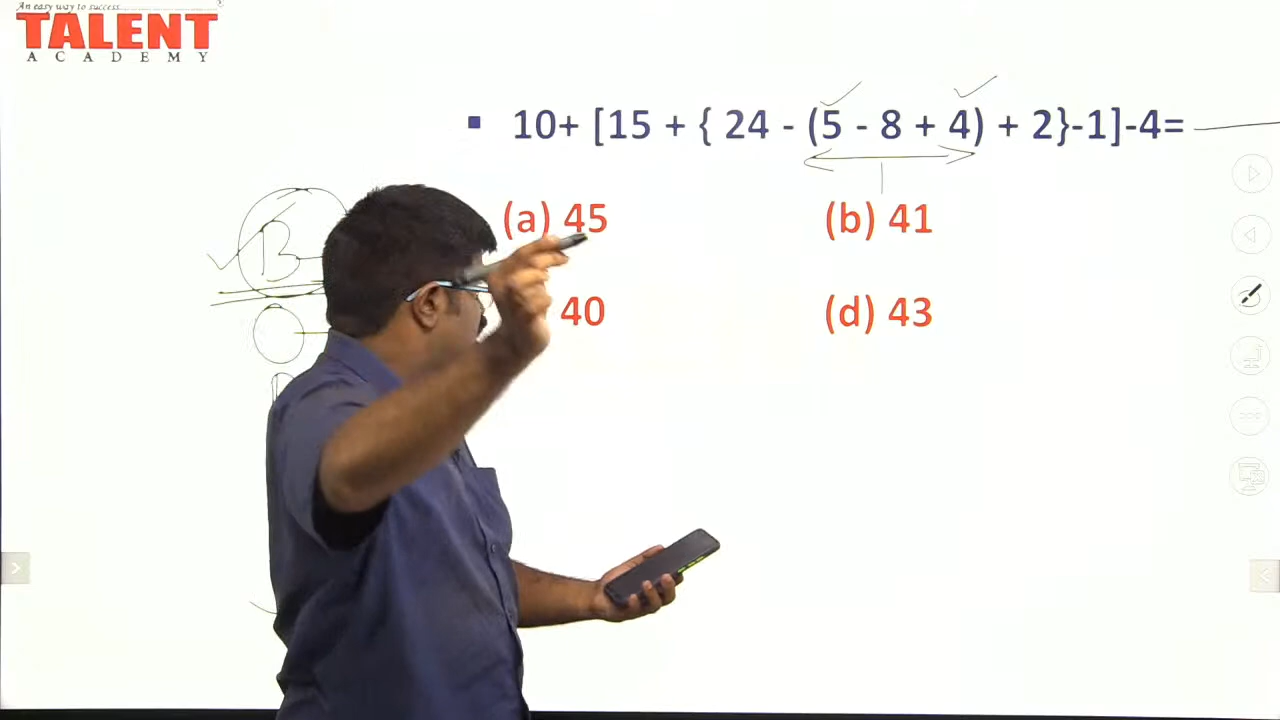 An easy way to success...
TALENT
ACADEMY
▪ 10+ [15 + { 24 - (5 - 8 + 4) + 2}-1]-4=
(a) 45 (b) 41
B
40 (d) 43
O